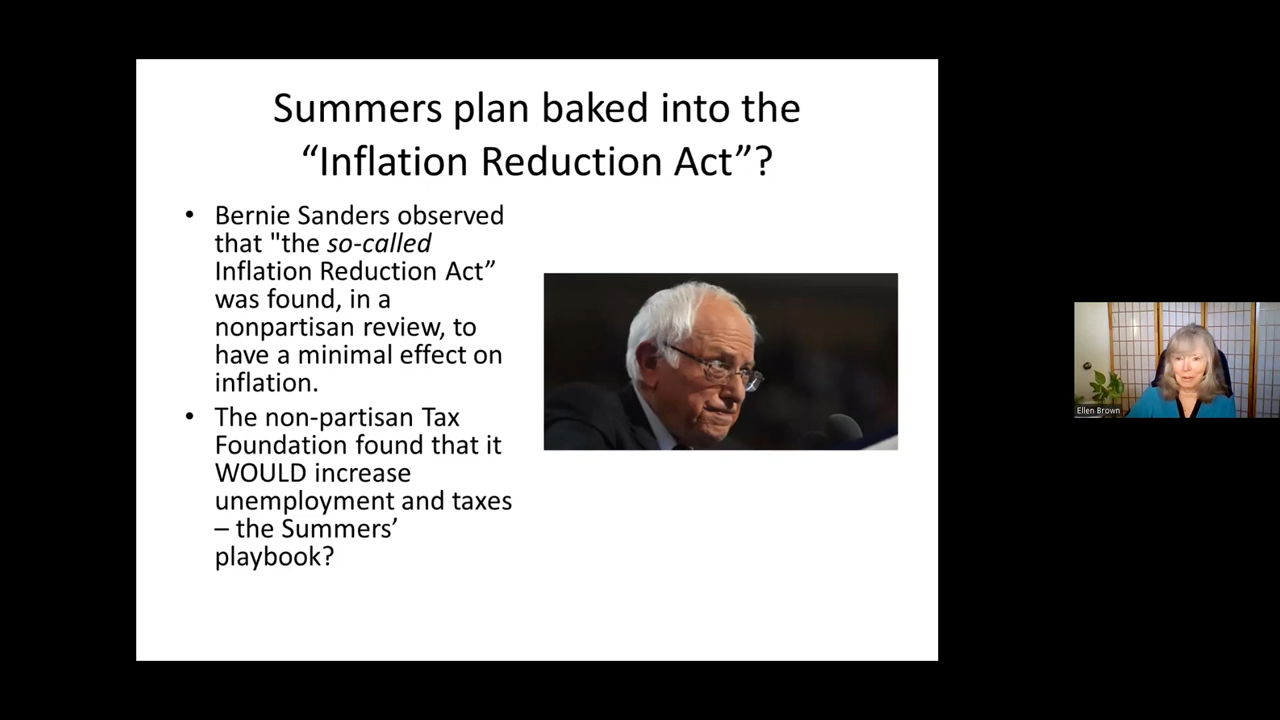 Summers plan baked into the
“Inflation Reduction Act”?
• Bernie Sanders observed
that "the so-called
Inflation Reduction Act”
was found, in a
nonpartisan review, to
have a minimal effect on
inflation.
• The non-partisan Tax
Foundation found that it
WOULD increase
unemployment and taxes
– the Summers’
playbook?
Ellen Brown